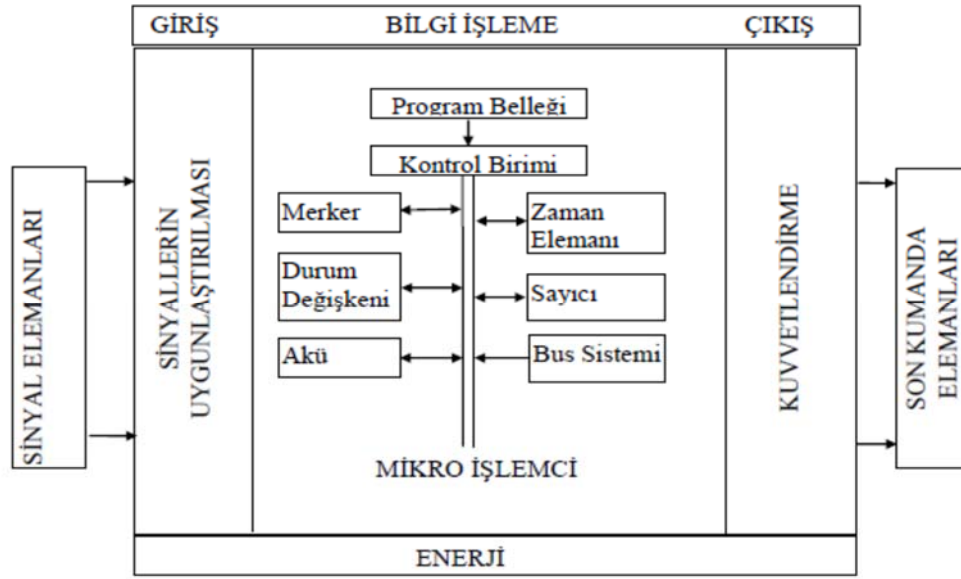 GİRİŞ BİLGİ İŞLEME ÇIKIŞ
SİNYAL ELEMANLARI
SİNYALLERİN
UYGUNLAŞTIRILMASI
Program Belleği
Kontrol Birimi
Merker
Zaman
Elemanı
Durum
Değişkeni
Sayıcı
Akü
Bus Sistemi
MİKRO İŞLEMCİ
KUVVETLENDİRME
SON KUMANDA
ELEMANLARI
ENERJİ